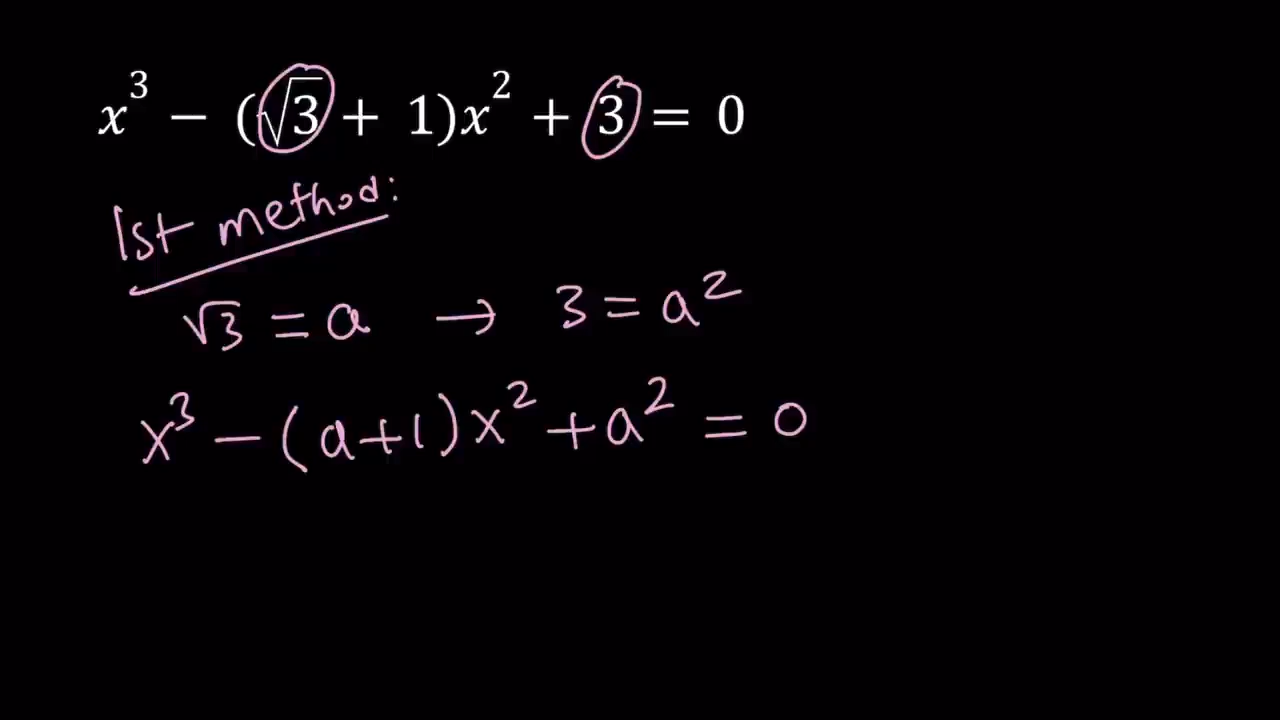 x³ − (√3 + 1)x² + 3 = 0
1st method:
√3 = a → 3 = a²
x³ − (a+1)x² + a² = 0